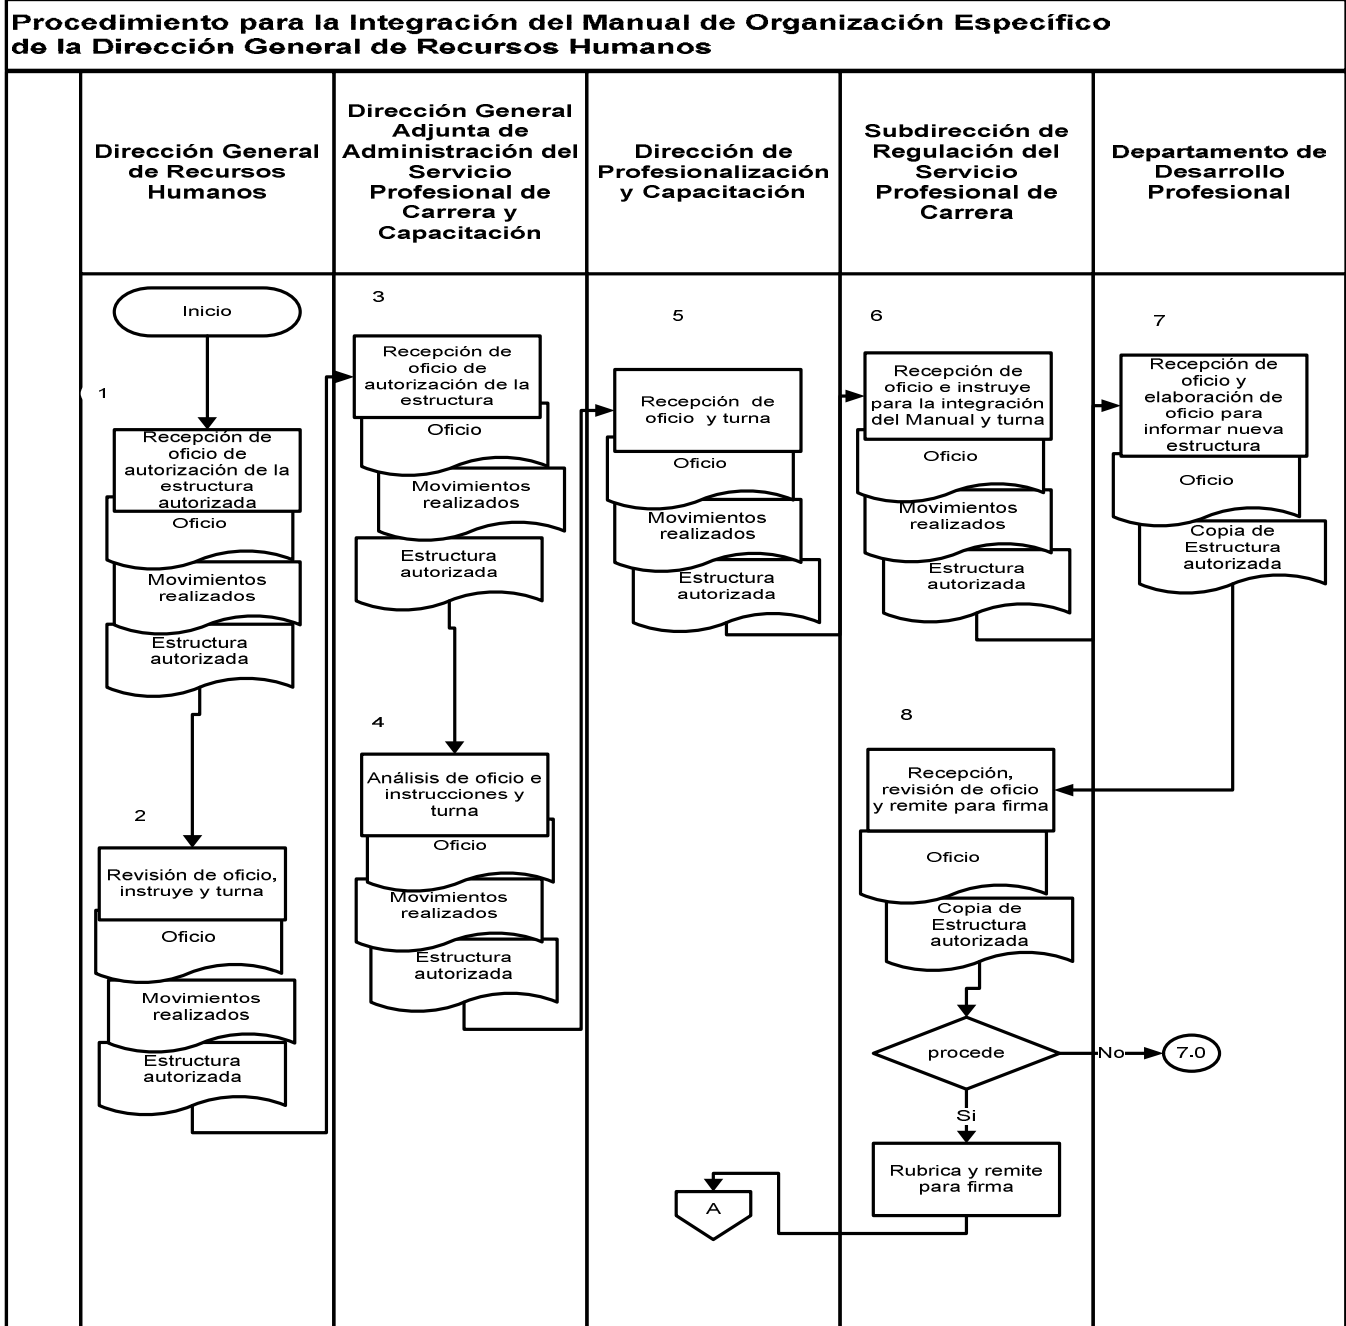 Procedimiento para la Integración del Manual de Organización Específico
de la Dirección General de Recursos Humanos
Dirección General
de Recursos
Humanos
Dirección General
Adjunta de
Administración del
Servicio
Profesional de
Carrera y
Capacitación
Dirección de
Profesionalización
y Capacitación
Subdirección de
Regulación del
Servicio
Profesional de
Carrera
Departamento de
Desarrollo
Profesional
Inicio
1
Recepción de
oficio de
autorización de la
estructura
autorizada
Oficio
Movimientos
realizados
Estructura
autorizada
2
Revisión de oficio,
instruye y turna
Oficio
Movimientos
realizados
Estructura
autorizada
3
Recepción de
oficio de
autorización de la
estructura
Oficio
Movimientos
realizados
Estructura
autorizada
4
Análisis de oficio e
instrucciones y
turna
Oficio
Movimientos
realizados
Estructura
autorizada
5
Recepción de
oficio y turna
Oficio
Movimientos
realizados
Estructura
autorizada
6
Recepción de
oficio e instruye
para la integración
del Manual y turna
Oficio
Movimientos
realizados
Estructura
autorizada
7
Recepción de
oficio y
elaboración de
oficio para
informar nueva
estructura
Oficio
Copia de
Estructura
autorizada
8
Recepción,
revisión de oficio
y remite para firma
Oficio
Copia de
Estructura
autorizada
procede
No
7.0
Si
Rubrica y remite
para firma
A